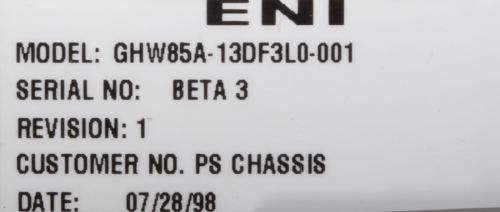 ENI
MODEL: GHW85A-13DF3L0-001
SERIAL NO: BETA 3
REVISION: 1
CUSTOMER NO. PS CHASSIS
DATE: 07/28/98